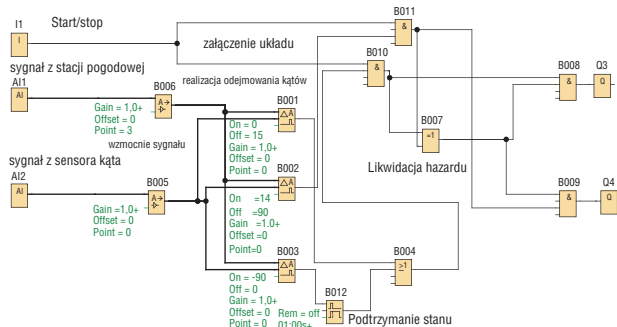 B011
I1
Start/stop
I
&
załączenie układu
B010
&
sygnał z stacji pogodowej
realizacja odejmowania kątów
B008
Q3
&
Q
AI1
AI
B006
A→
Gain = 1,0+
Offset = 0
Point = 3
wzmocnie sygnału
B001
△A
On = 0
Off = 15
Gain = 1,0+
Offset = 0
Point = 0
B007
=1
Likwidacja hazardu
sygnał z sensora kąta
AI2
AI
B005
A→
Gain =1,0+
Offset = 0
Point = 0
B002
△A
On =14
Off =90
Gain =1.0+
Offset =0
Point=0
B009
Q4
&
Q
B003
△A
On = -90
Off = 0
Gain = 1,0+
Offset = 0
Point = 0
B004
≥1
B012
Rem = off
01:00s+
Podtrzymanie stanu